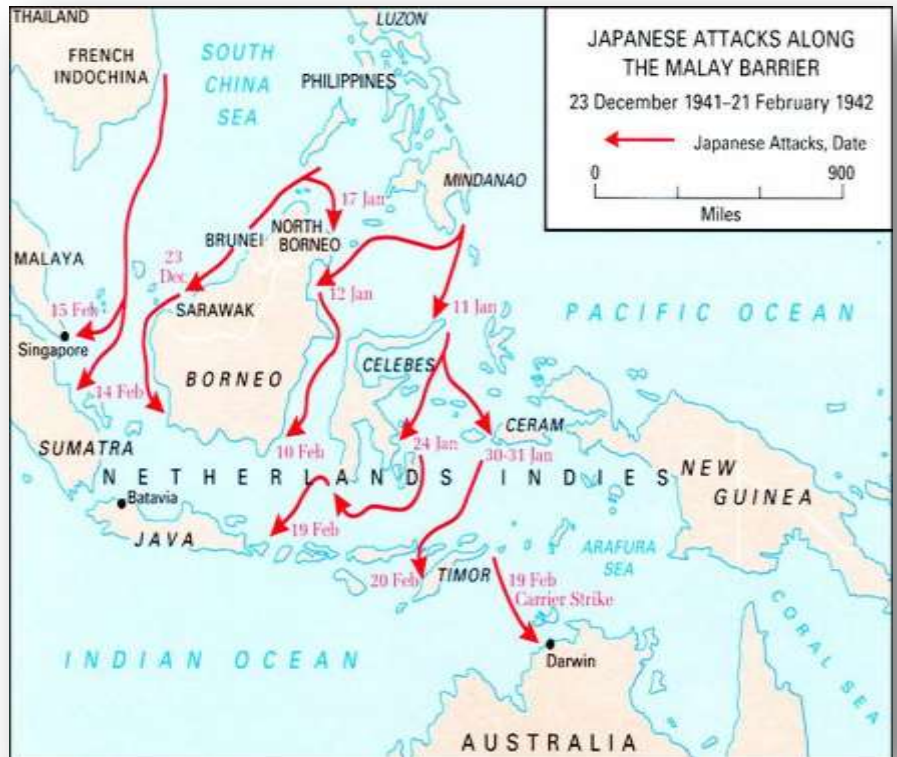 THAILAND
FRENCH
INDOCHINA
SOUTH
CHINA
SEA
LUZON
PHILIPPINES
JAPANESE ATTACKS ALONG
THE MALAY BARRIER
23 December 1941–21 February 1942
Japanese Attacks, Date
0 900
Miles
MINDANAO
17 Jan
NORTH
BORNEO
BRUNEI
MALAYA
23
Dec
SARAWAK
12 Jan
11 Jan
PACIFIC OCEAN
15 Feb
Singapore
14 Feb
BORNEO
CELEBES
SUMATRA
10 Feb
24 Jan
CERAM
30-31 Jan
NETHERLANDS INDIES
NEW
GUINEA
Batavia
JAVA
19 Feb
ARAFURA
SEA
20 Feb
TIMOR
19 Feb
Carrier Strike
CORAL SEA
INDIAN OCEAN
Darwin
AUSTRALIA